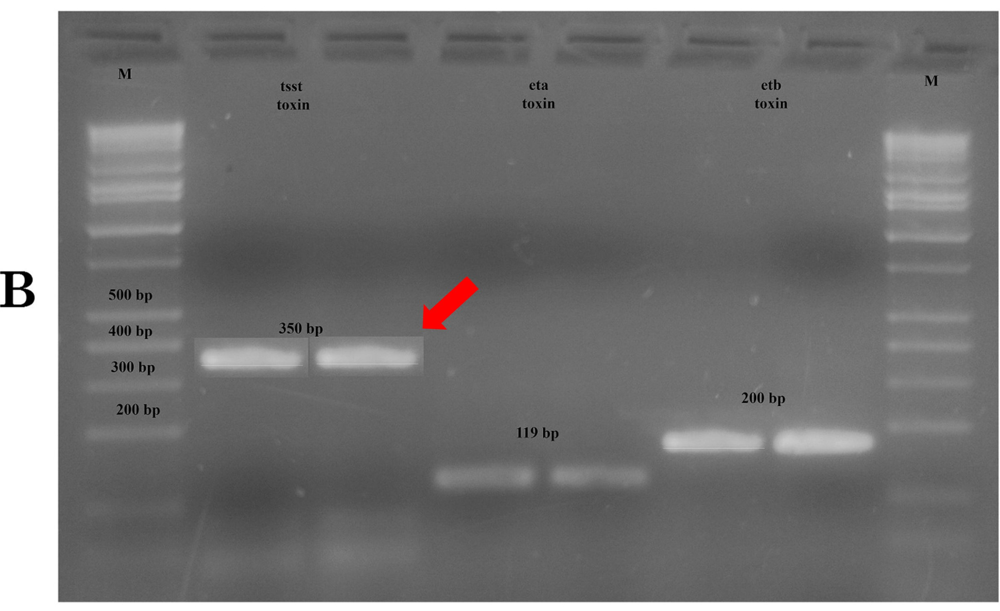 B
M
tsst
toxin
eta
toxin
etb
toxin
M
500 bp
400 bp
300 bp
200 bp
350 bp
119 bp
200 bp